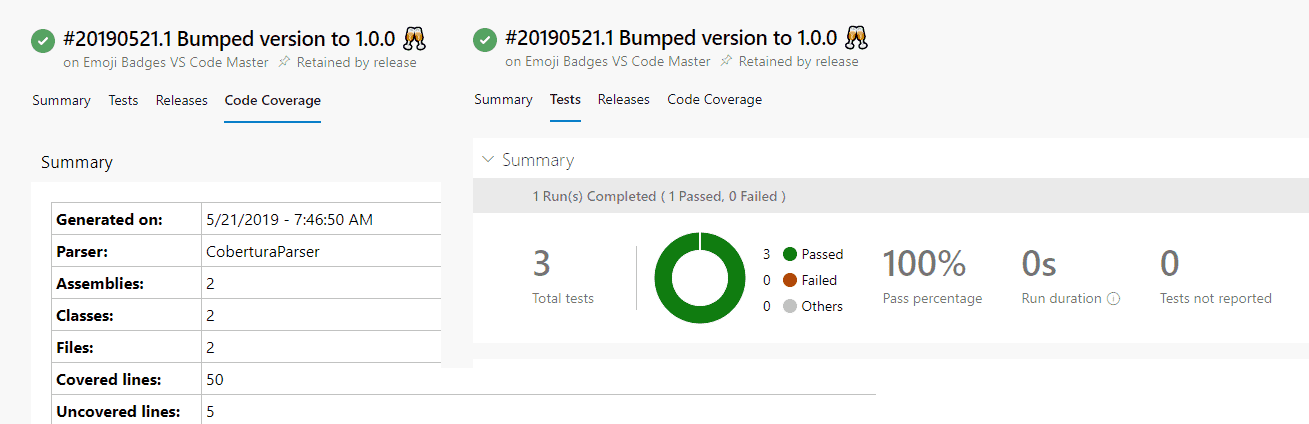 #20190521.1 Bumped version to 1.0.0 🥂
on Emoji Badges VS Code Master Retained by release
Summary Tests Releases Code Coverage
Summary
Generated on: 5/21/2019 - 7:46:50 AM
Parser: CoberturaParser
Assemblies: 2
Classes: 2
Files: 2
Covered lines: 50
Uncovered lines: 5
#20190521.1 Bumped version to 1.0.0 🥂
on Emoji Badges VS Code Master Retained by release
Summary Tests Releases Code Coverage
Summary
1 Run(s) Completed ( 1 Passed, 0 Failed )
3
Total tests
3 Passed
0 Failed
0 Others
100%
Pass percentage
0s
Run duration
0
Tests not reported